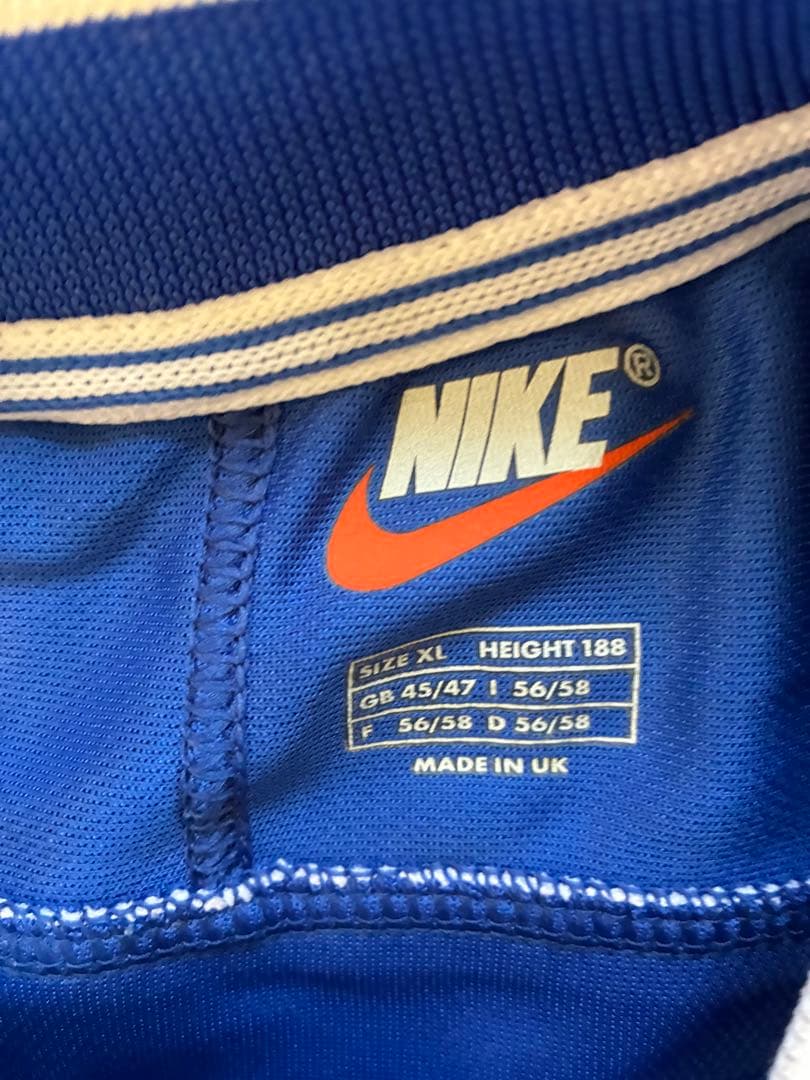 NIKE®
SIZE XL HEIGHT 188
GB 45/47 I 56/58
F 56/58 D 56/58
MADE IN UK